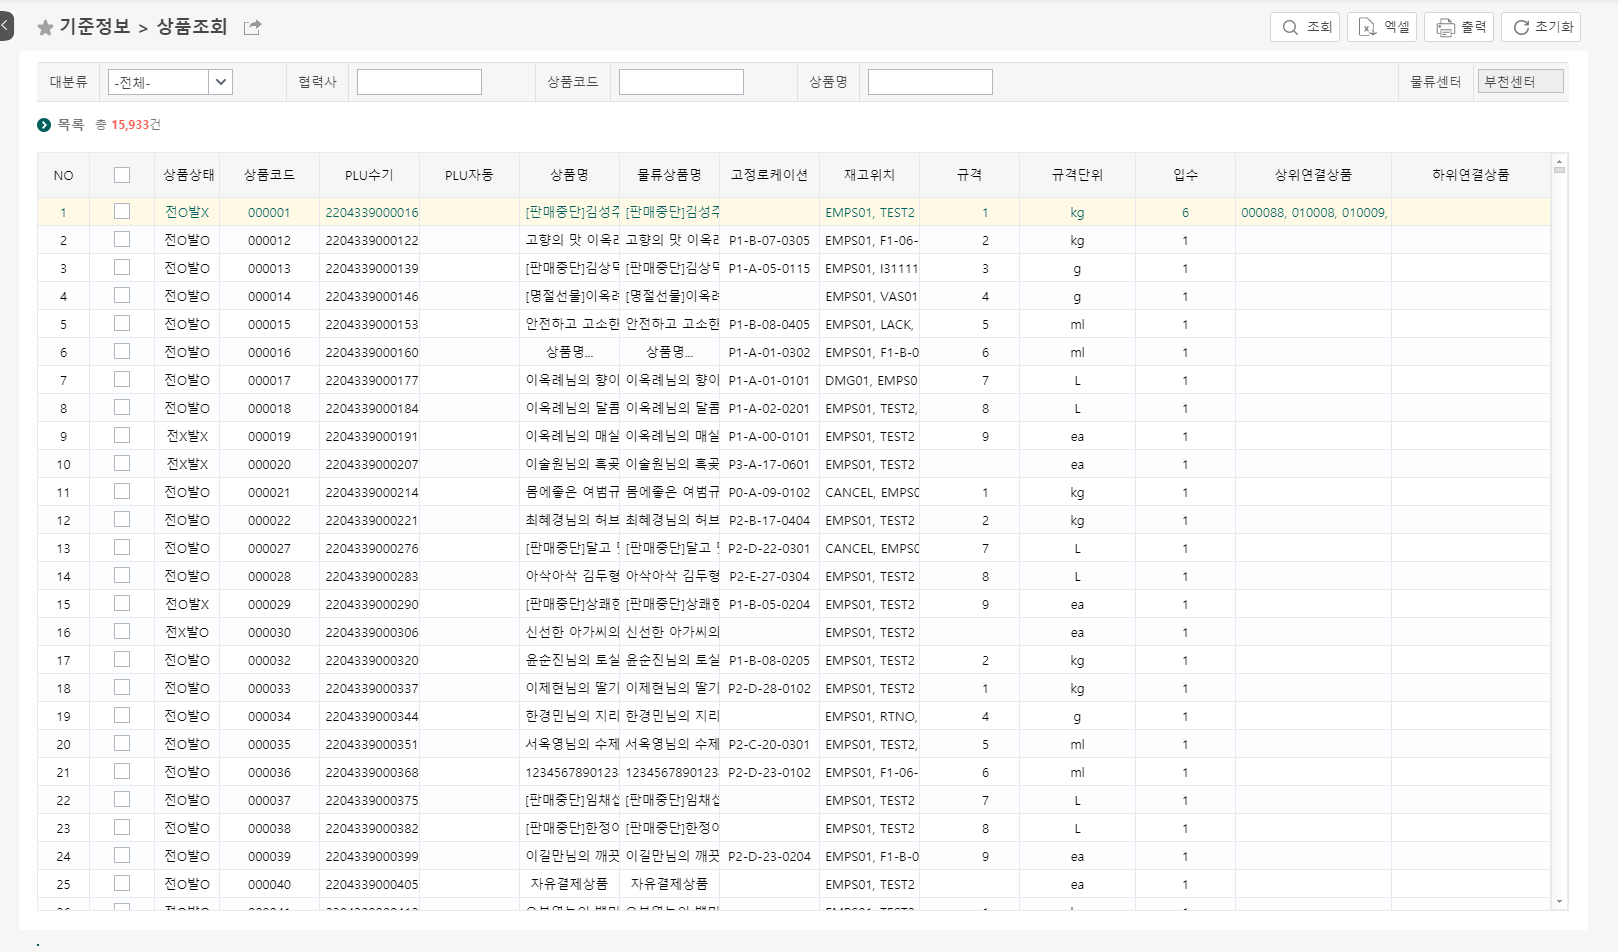 기준정보 > 상품조회
조회 엑셀 출력 초기화
대분류 -전체- 협력사 상품코드 상품명 물류센터 부천센터
목록 총 15,933건
NO 상품상태 상품코드 PLU수기 PLU자동 상품명 물류상품명 고정로케이션 재고위치 규격 규격단위 입수 상위연결상품 하위연결상품
1 전O발X 000001 2204339000016 [판매중단]김성주 [판매중단]김성주 EMPS01, TEST2 1 kg 6 000088, 010008, 010009,
2 전O발O 000012 2204339000122 고향의 맛 이옥레 고향의 맛 이옥레 P1-B-07-0305 EMPS01, F1-06- 2 kg 1
3 전O발O 000013 2204339000139 [판매중단]김상덕 [판매중단]김상덕 P1-A-05-0115 EMPS01, I31111 3 g 1
4 전O발O 000014 2204339000146 [명절선물]이옥례 [명절선물]이옥례 EMPS01, VAS01 4 g 1
5 전O발O 000015 2204339000153 안전하고 고소한 안전하고 고소한 P1-B-08-0405 EMPS01, LACK, 5 ml 1
6 전O발O 000016 2204339000160 상품명... 상품명... P1-A-01-0302 EMPS01, F1-B-0 6 ml 1
7 전O발O 000017 2204339000177 이옥례님의 향이 이옥례님의 향이 P1-A-01-0101 DMG01, EMPS0 7 L 1
8 전O발O 000018 2204339000184 이옥례님의 달콤 이옥례님의 달콤 P1-A-02-0201 EMPS01, TEST2, 8 L 1
9 전X발X 000019 2204339000191 이옥례님의 매실 이옥례님의 매실 P1-A-00-0101 EMPS01, TEST2 9 ea 1
10 전X발X 000020 2204339000207 이술원님의 흑곶 이술원님의 흑곶 P3-A-17-0601 EMPS01, TEST2 ea 1
11 전O발O 000021 2204339000214 몸에좋은 여범규 몸에좋은 여범규 P0-A-09-0102 CANCEL, EMPS0 1 kg 1
12 전O발O 000022 2204339000221 최혜경님의 허브 최혜경님의 허브 P2-B-17-0404 EMPS01, TEST2 2 kg 1
13 전O발O 000027 2204339000276 [판매중단]달고 [판매중단]달고 P2-D-22-0301 CANCEL, EMPS0 7 L 1
14 전O발O 000028 2204339000283 아삭아삭 김두형 아삭아삭 김두형 P2-E-27-0304 EMPS01, TEST2 8 L 1
15 전O발X 000029 2204339000290 [판매중단]상쾌한 [판매중단]상쾌한 P1-B-05-0204 EMPS01, TEST2 9 ea 1
16 전X발O 000030 2204339000306 신선한 아가씨의 신선한 아가씨의 EMPS01, TEST2 ea 1
17 전O발O 000032 2204339000320 윤순진님의 토실 윤순진님의 토실 P1-B-08-0205 EMPS01, TEST2 2 kg 1
18 전O발O 000033 2204339000337 이제현님의 딸기 이제현님의 딸기 P2-D-28-0102 EMPS01, TEST2 1 kg 1
19 전O발O 000034 2204339000344 한경민님의 지리 한경민님의 지리 EMPS01, RTNO, 4 g 1
20 전O발O 000035 2204339000351 서옥영님의 수제 서옥영님의 수제 P2-C-20-0301 EMPS01, TEST2, 5 ml 1
21 전O발O 000036 2204339000368 1234567890123 1234567890123 P2-D-23-0102 EMPS01, F1-06- 6 ml 1
22 전O발O 000037 2204339000375 [판매중단]임채섭 [판매중단]임채섭 EMPS01, TEST2 7 L 1
23 전O발O 000038 2204339000382 [판매중단]한정이 [판매중단]한정이 EMPS01, TEST2 8 L 1
24 전O발O 000039 2204339000399 이길만님의 깨끗 이길만님의 깨끗 P2-D-23-0204 EMPS01, F1-B-0 9 ea 1
25 전O발O 000040 2204339000405 자유결제상품 자유결제상품 EMPS01, TEST2 ea 1